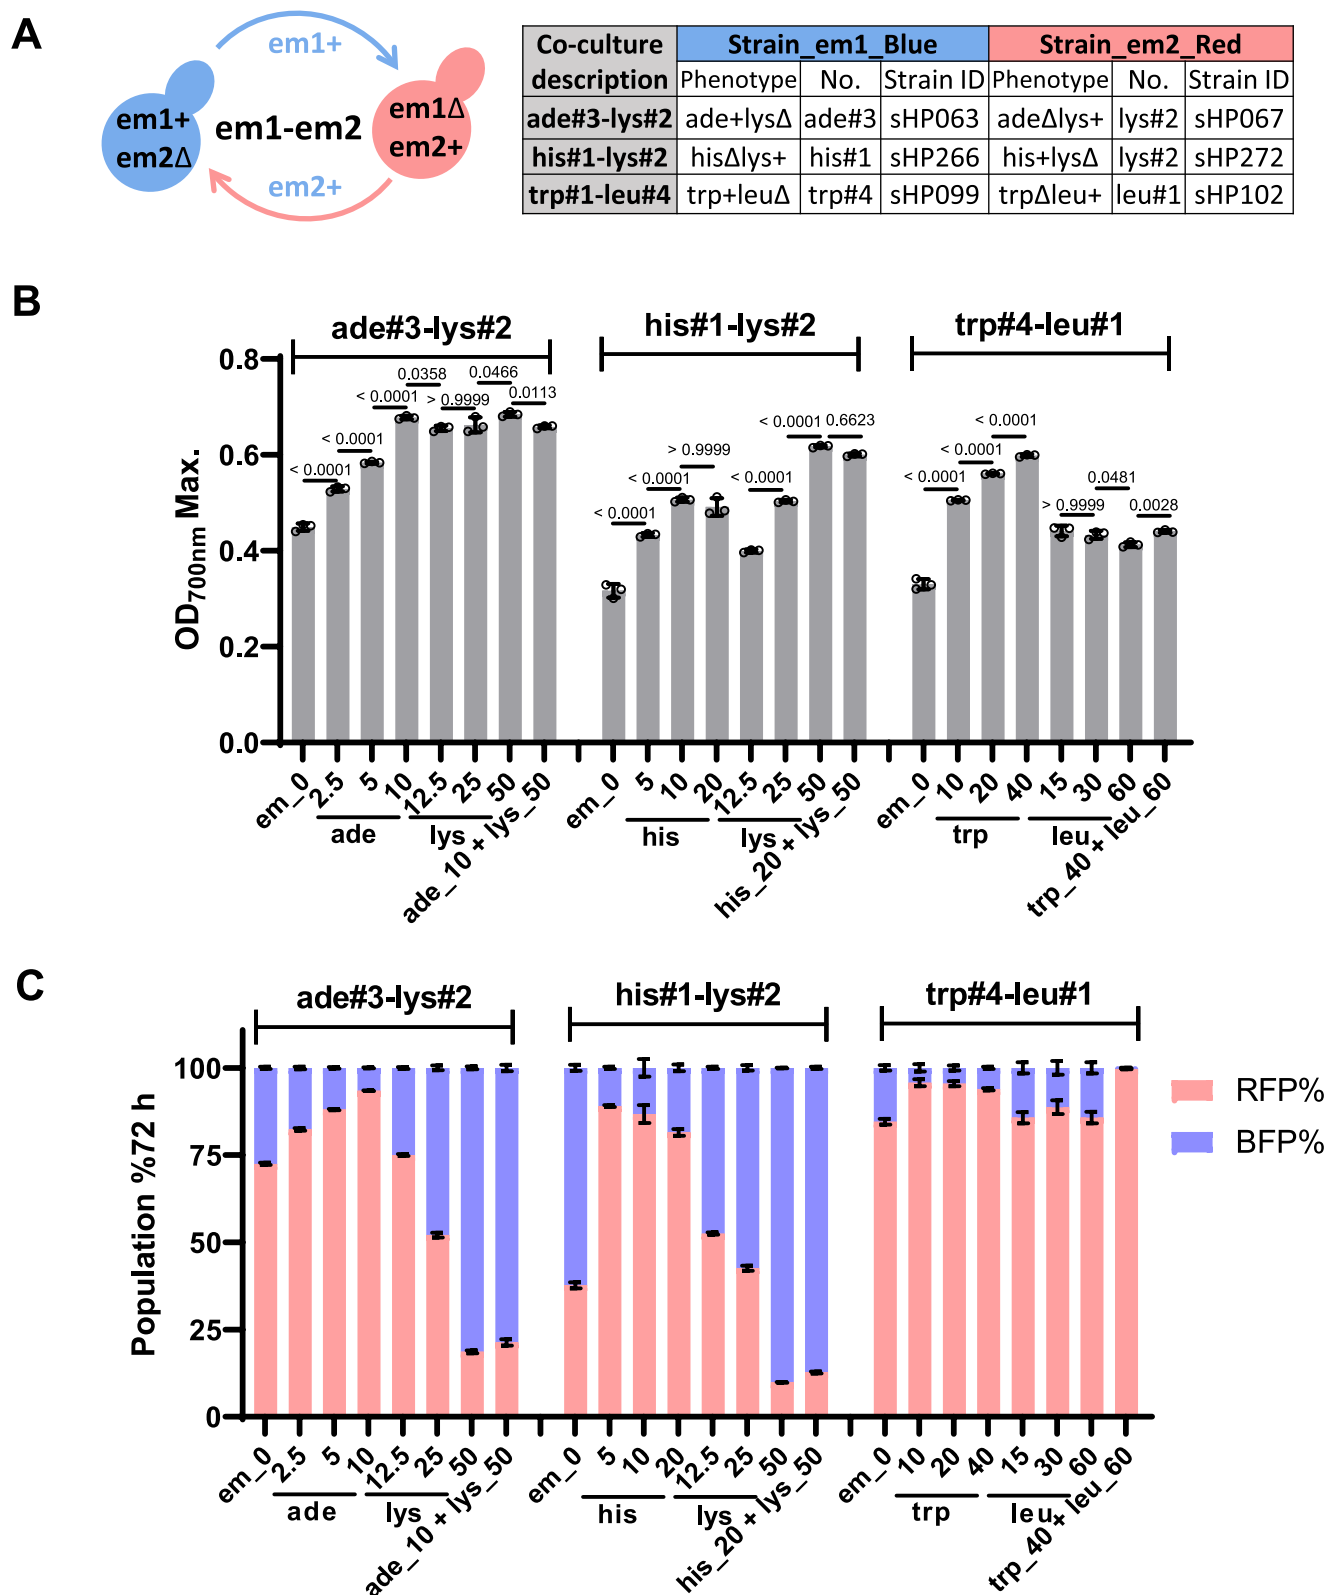 A
em1+
em1+
em2Δ
em1-em2
em1Δ
em2+
em2+
Co-culture description Strain_em1_Blue Strain_em2_Red
Phenotype No. Strain ID Phenotype No. Strain ID
ade#3-lys#2 ade+lysΔ ade#3 sHP063 adeΔlys+ lys#2 sHP067
his#1-lys#2 hisΔlys+ his#1 sHP266 his+lysΔ lys#2 sHP272
trp#1-leu#4 trp+leuΔ trp#4 sHP099 trpΔleu+ leu#1 sHP102
B
ade#3-lys#2 his#1-lys#2 trp#4-leu#1
OD700nm Max.
0.8
0.6
0.4
0.2
0.0
< 0.0001 < 0.0001 < 0.0001 0.0358 > 0.9999 0.0466 0.0113
< 0.0001 < 0.0001 > 0.9999 < 0.0001 < 0.0001 0.6623
< 0.0001 < 0.0001 < 0.0001 > 0.9999 0.0481 0.0028
em_0 2.5 5 10 12.5 25 50 ade_10 + lys_50
ade lys
em_0 5 10 20 12.5 25 50 his_20 + lys_50
his lys
em_0 10 20 40 15 30 60 trp_40 + leu_60
trp leu
C
ade#3-lys#2 his#1-lys#2 trp#4-leu#1
Population %72 h
100
75
50
25
0
RFP%
BFP%
em_0 2.5 5 10 12.5 25 50 ade_10 + lys_50
ade lys
em_0 5 10 20 12.5 25 50 his_20 + lys_50
his lys
em_0 10 20 40 15 30 60 trp_40 + leu_60
trp leu